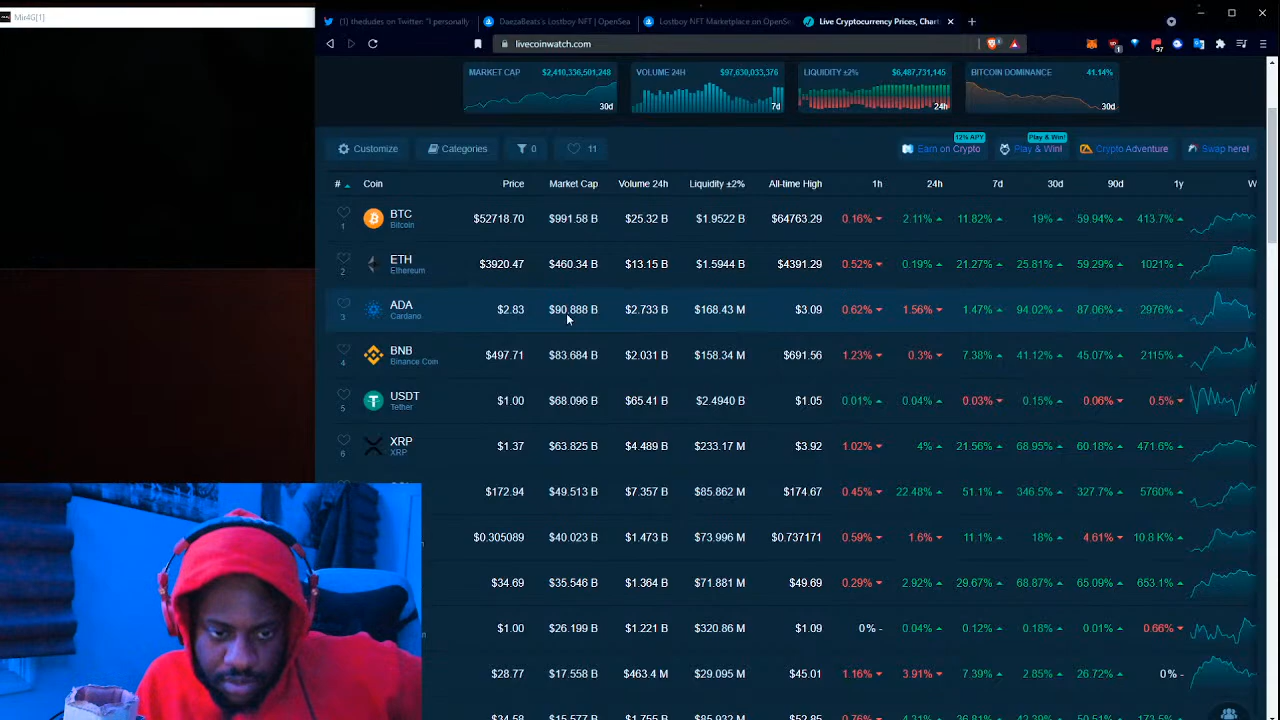 Mir4G[1]
(1) thedudes on Twitter: "I personally
DaezaBeats's Lostboy NFT | OpenSea
Lostboy NFT Marketplace on OpenSea
Live Cryptocurrency Prices, Chart
livecoinwatch.com
97
MARKET CAP $2,410,336,501,248 30d
VOLUME 24H $97,630,033,376 7d
LIQUIDITY ±2% $6,487,731,145 24h
BITCOIN DOMINANCE 41.14% 30d
Customize Categories 0 11
12% APY Play & Win!
Earn on Crypto Play & Win! Crypto Adventure Swap here!
# Coin Price Market Cap Volume 24h Liquidity ±2% All-time High 1h 24h 7d 30d 90d 1y W
1 BTC Bitcoin $52718.70 $991.58 B $25.32 B $1.9522 B $64763.29 0.16% 2.11% 11.82% 19% 59.94% 413.7%
2 ETH Ethereum $3920.47 $460.34 B $13.15 B $1.5944 B $4391.29 0.52% 0.19% 21.27% 25.81% 59.29% 1021%
3 ADA Cardano $2.83 $90.888 B $2.733 B $168.43 M $3.09 0.62% 1.56% 1.47% 94.02% 87.06% 2976%
4 BNB Binance Coin $497.71 $83.684 B $2.031 B $158.34 M $691.56 1.23% 0.3% 7.38% 41.12% 45.07% 2115%
5 USDT Tether $1.00 $68.096 B $65.41 B $2.4940 B $1.05 0.01% 0.04% 0.03% 0.15% 0.06% 0.5%
6 XRP XRP $1.37 $63.825 B $4.489 B $233.17 M $3.92 1.02% 4% 21.56% 68.95% 60.18% 471.6%
$172.94 $49.513 B $7.357 B $85.862 M $174.67 0.45% 22.48% 51.1% 346.5% 327.7% 5760%
$0.305089 $40.023 B $1.473 B $73.996 M $0.737171 0.59% 1.6% 11.1% 18% 4.61% 10.8 K%
$34.69 $35.546 B $1.364 B $71.881 M $49.69 0.29% 2.92% 29.67% 68.87% 65.09% 653.1%
$1.00 $26.199 B $1.221 B $320.86 M $1.09 0% - 0.04% 0.12% 0.18% 0.01% 0.66%
$28.77 $17.558 B $463.4 M $29.095 M $45.01 1.16% 3.91% 7.39% 2.85% 26.72% 0% -